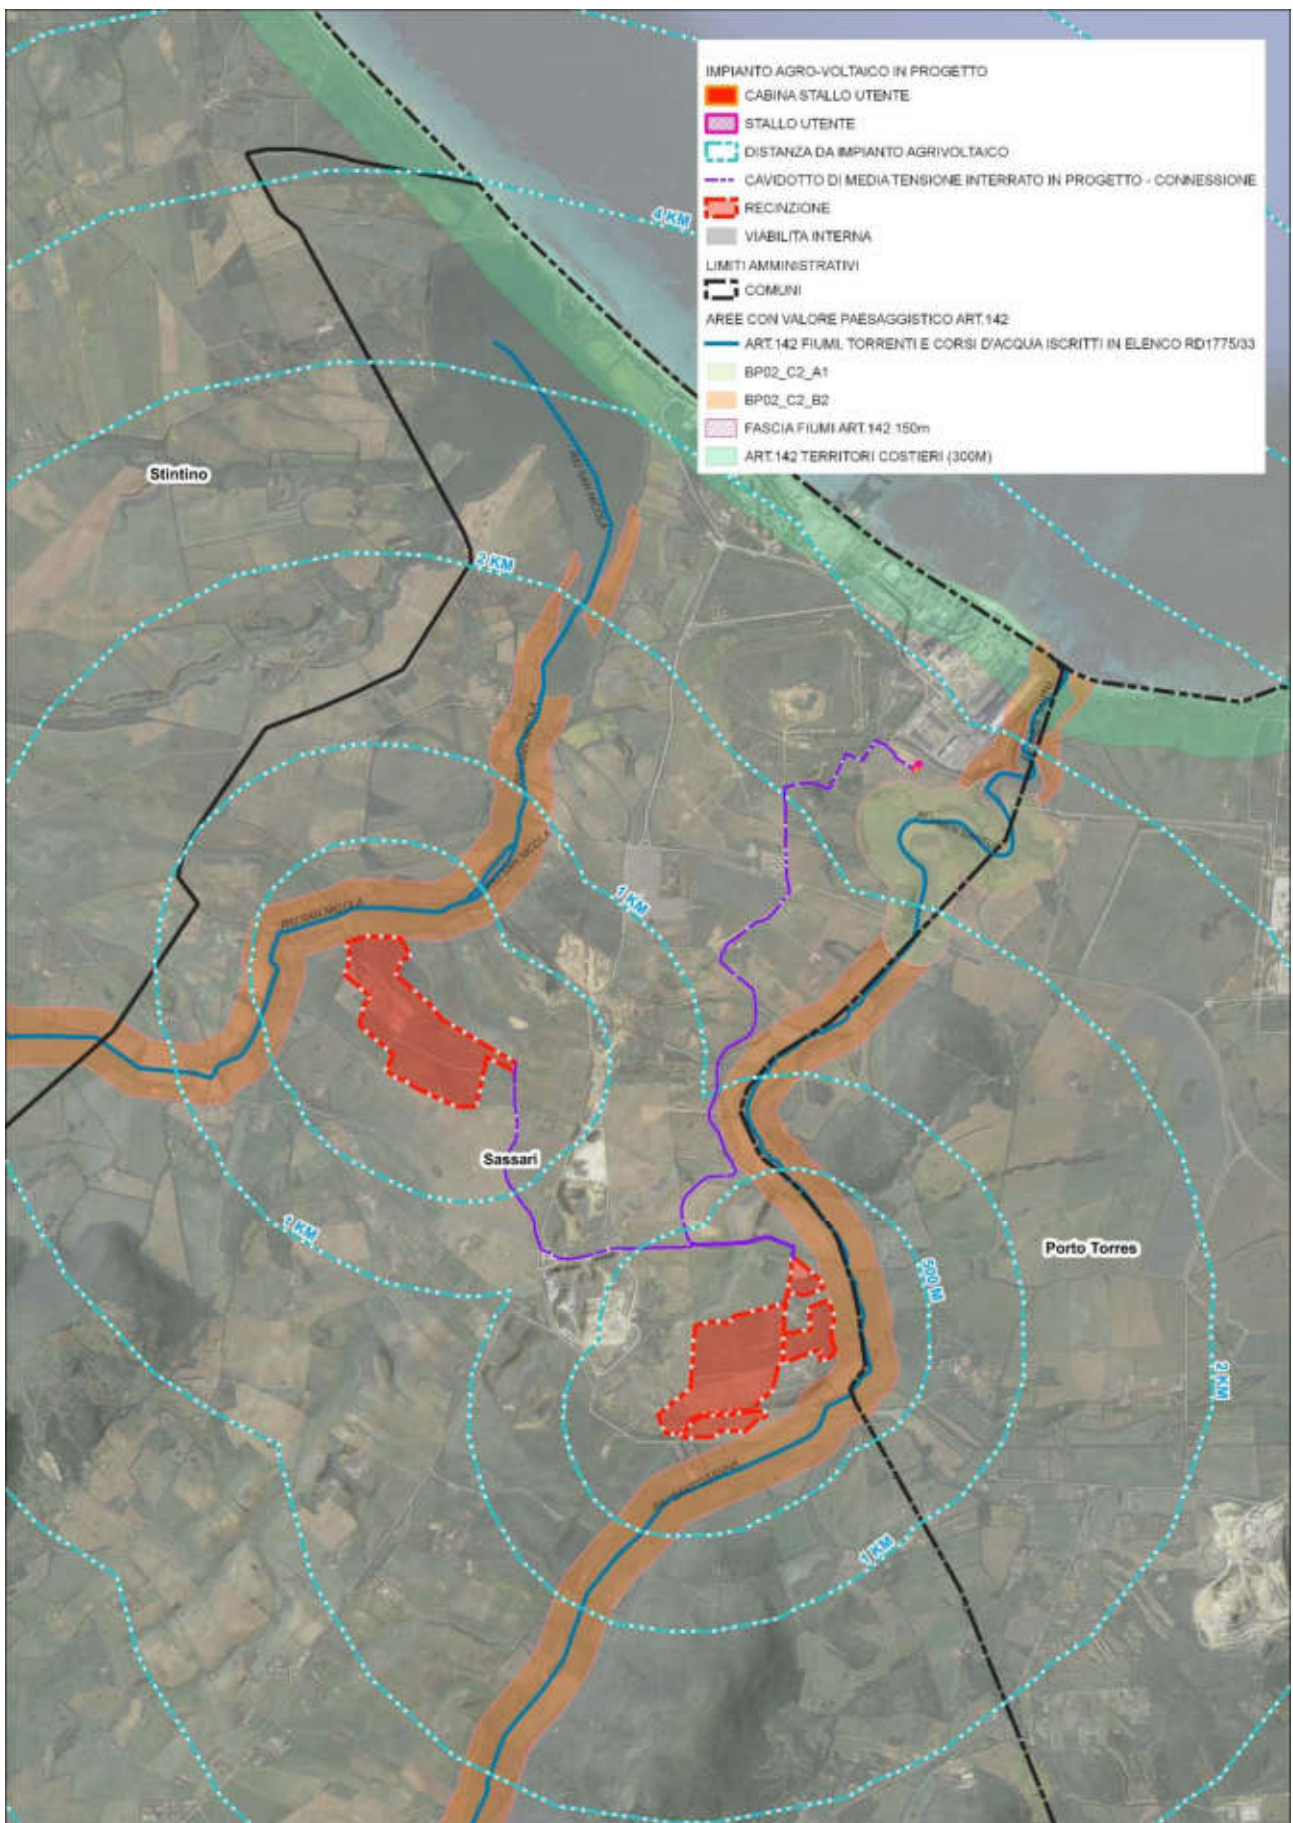 IMPIANTO AGRO-VOLTAICO IN PROGETTO
CABINA STALLO UTENTE
STALLO UTENTE
DISTANZA DA IMPIANTO AGRIVOLTAICO
CAVIDOTTO DI MEDIA TENSIONE INTERRATO IN PROGETTO - CONNESSIONE
RECINZIONE
VIABILITA INTERNA
LIMITI AMMINISTRATIVI
COMUNI
AREE CON VALORE PAESAGGISTICO ART.142
ART.142 FIUMI, TORRENTI E CORSI D'ACQUA ISCRITTI IN ELENCO RD1775/33
BP02_C2_A1
BP02_C2_B2
FASCIA FIUMI ART.142 150m
ART.142 TERRITORI COSTIERI (300M)
4 KM
Stintino
2 KM
1 KM
Sassari
1 KM
Porto Torres
500 M
2 KM
1 KM